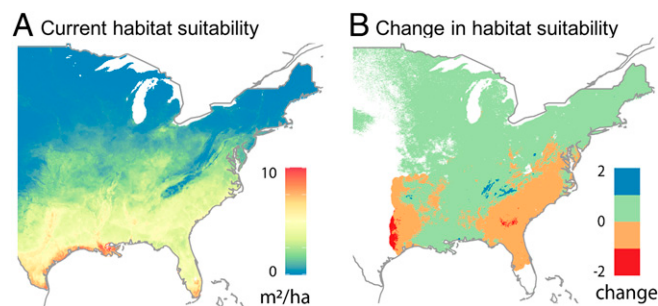 A Current habitat suitability
10
0
m²/ha
B Change in habitat suitability
2
0
-2
change